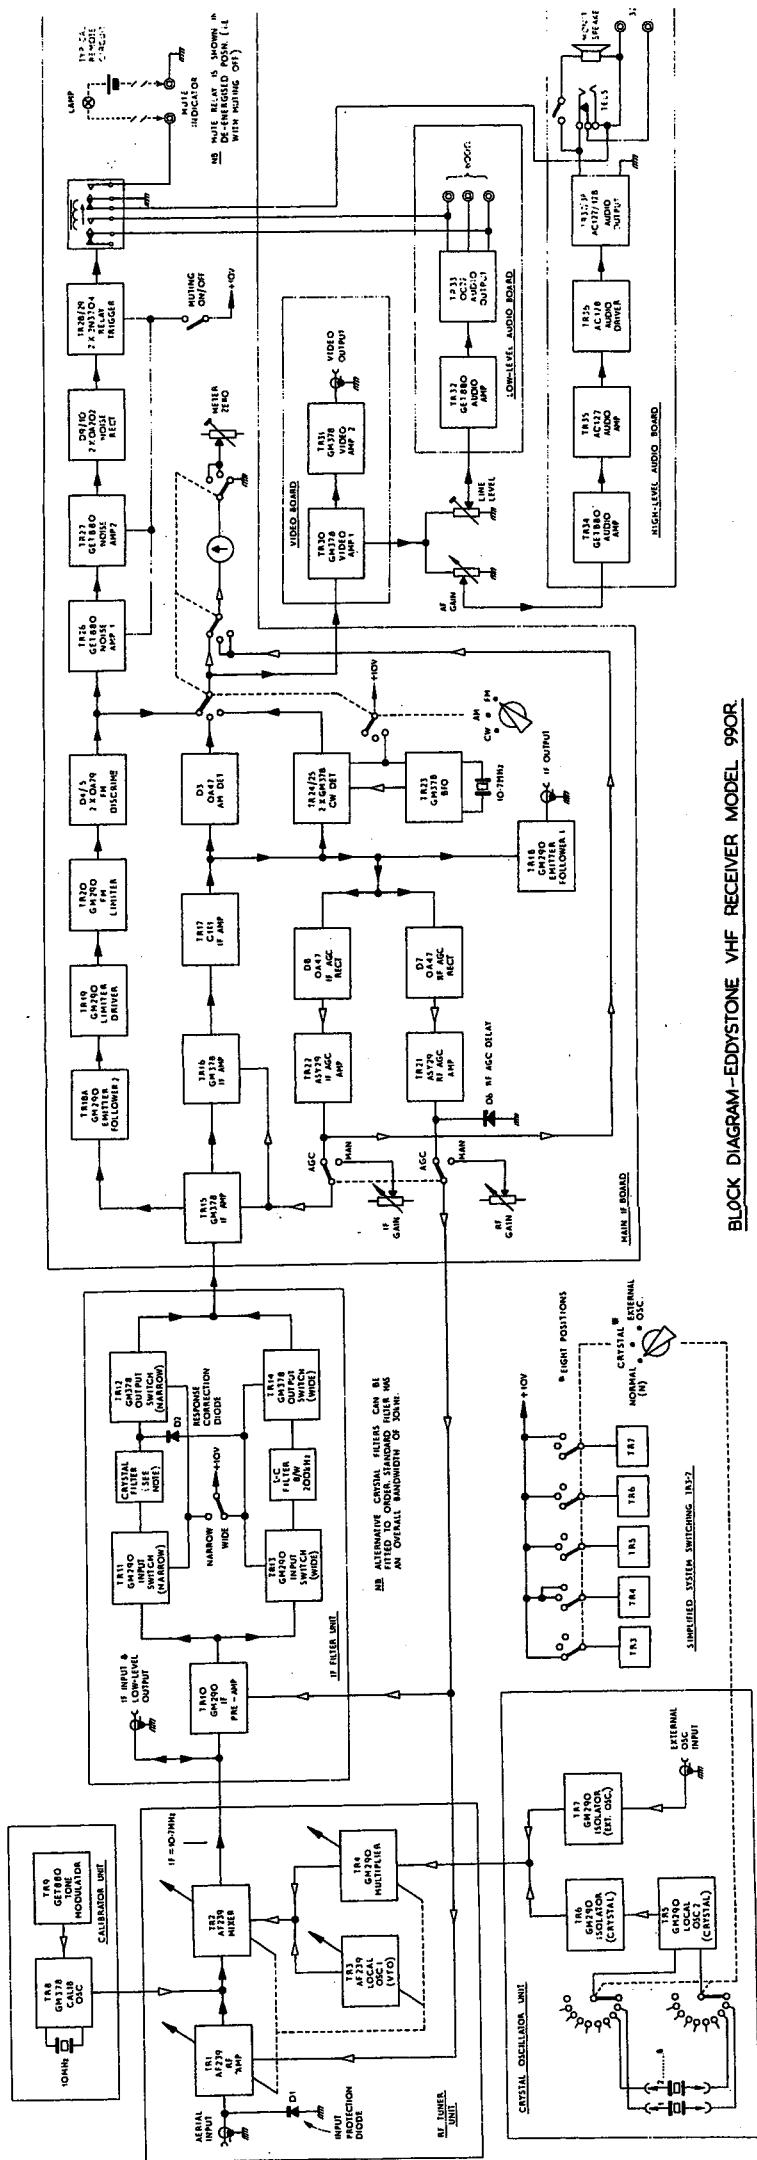 TR9
GET880
TONE
MODULATOR
TR8
GM378
CALIB
OSC
10MHz
CALIBRATOR UNIT
AERIAL
INPUT
TR1
AF239
RF
AMP
D1
INPUT
PROTECTION
DIODE
TR2
AF239
MIXER
TR3
AF239
LOCAL
OSC 1
(VFO)
TR4
GM290
MULTIPLIER
RF TUNER
UNIT
IF = 10·7MHz
IF INPUT &
LOW-LEVEL
OUTPUT
TR10
GM290
IF
PRE-AMP
TR11
GM290
INPUT
SWITCH
(NARROW)
CRYSTAL
FILTER
(SEE
NOTE)
TR12
GM378
OUTPUT
SWITCH
(NARROW)
D2
RESPONSE
CORRECTION
DIODE
NARROW
WIDE
+10V
TR13
GM290
INPUT
SWITCH
(WIDE)
L-C
FILTER
B/W
200kHz
TR14
GM378
OUTPUT
SWITCH
(WIDE)
IF FILTER UNIT
NB ALTERNATIVE CRYSTAL FILTERS CAN BE
FITTED TO ORDER. STANDARD FILTER HAS
AN OVERALL BANDWIDTH OF 30kHz.
TR7
GM290
ISOLATOR
(EXT. OSC.)
EXTERNAL
OSC
INPUT
TR6
GM290
ISOLATOR
(CRYSTAL)
TR5
GM290
LOCAL
OSC 2
(CRYSTAL)
CRYSTAL OSCILLATOR UNIT
TR3
TR4
TR5
TR6
TR7
+10V
SIMPLIFIED SYSTEM SWITCHING TR3-7
* EIGHT POSITIONS
NORMAL
(N)
CRYSTAL *
EXTERNAL
OSC.
TR15
GM378
IF AMP
TR18A
GM290
EMITTER
FOLLOWER 2
TR19
GM290
LIMITER
DRIVER
TR20
GM290
FM
LIMITER
D4/5
2 X OA79
FM
DISCRIMR
TR26
GET880
NOISE
AMP 1
TR27
GET880
NOISE
AMP 2
D9/10
2 X OA202
NOISE
RECT
TR28/29
2 X 2N3704
RELAY
TRIGGER
MUTING
ON/OFF
+10V
LAMP
TYPICAL
REMOTE
CIRCUIT
MUTE
INDICATOR
NB MUTE RELAY IS SHOWN IN
DE-ENERGISED POSN. (I.E.
WITH MUTING OFF)
TR16
GM378
IF AMP
TR17
C111
IF AMP
D3
OA47
AM DET
METER
ZERO
TR22
ASY29
IF AGC
AMP
D8
OA47
IF AGC
RECT
TR21
ASY29
RF AGC
AMP
D7
OA47
RF AGC
RECT
D6 RF AGC DELAY
AGC
MAN
IF
GAIN
AGC
MAN
RF
GAIN
TR24/25
2 X GM378
CW DET
TR23
GM378
BFO
10·7MHz
+10V
CW
AM
FM
TR18
GM290
EMITTER
FOLLOWER 1
IF OUTPUT
MAIN IF BOARD
VIDEO BOARD
TR30
GM378
VIDEO
AMP 1
TR31
GM378
VIDEO
AMP 2
VIDEO
OUTPUT
AF
GAIN
LINE
LEVEL
TR32
GET880
AUDIO
AMP
TR33
OC72
AUDIO
OUTPUT
600Ω
LOW-LEVEL AUDIO BOARD
TR34
GET880
AUDIO
AMP
TR35
AC127
AUDIO
AMP
TR36
AC128
AUDIO
DRIVER
AC127/128
AUDIO
OUTPUT
TELS
HIGH-LEVEL AUDIO BOARD
BLOCK DIAGRAM-EDDYSTONE VHF RECEIVER MODEL 990R.